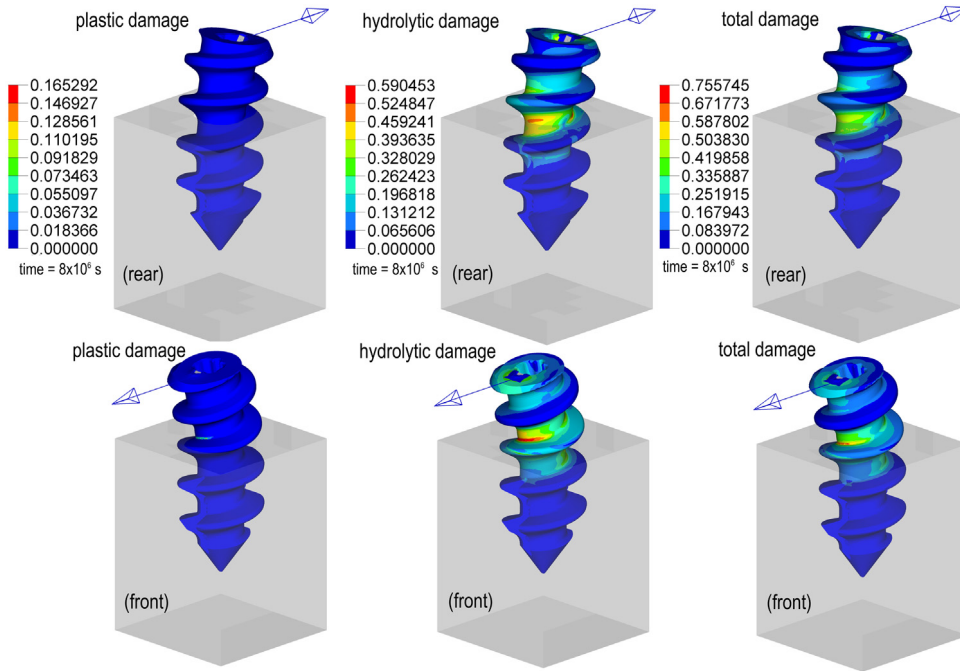 plastic damage
0.165292
0.146927
0.128561
0.110195
0.091829
0.073463
0.055097
0.036732
0.018366
0.000000
time = 8x10⁶ s
(rear)
hydrolytic damage
0.590453
0.524847
0.459241
0.393635
0.328029
0.262423
0.196818
0.131212
0.065606
0.000000
time = 8x10⁶ s
(rear)
total damage
0.755745
0.671773
0.587802
0.503830
0.419858
0.335887
0.251915
0.167943
0.083972
0.000000
time = 8x10⁶ s
(rear)
plastic damage
(front)
hydrolytic damage
(front)
total damage
(front)